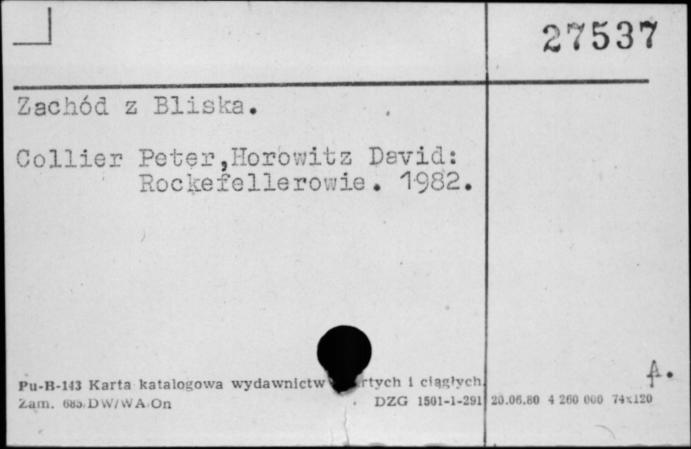 27537
Zachód z Bliska.
Collier Peter,Horowitz David:
Rockefellerowie. 1982.
A.
Pu-B-143 Karta katalogowa wydawnictw rtych i ciągłych
Zam. 685 DW/WA On DZG 1501-1-291 20.06.80 4 260 000 74x120